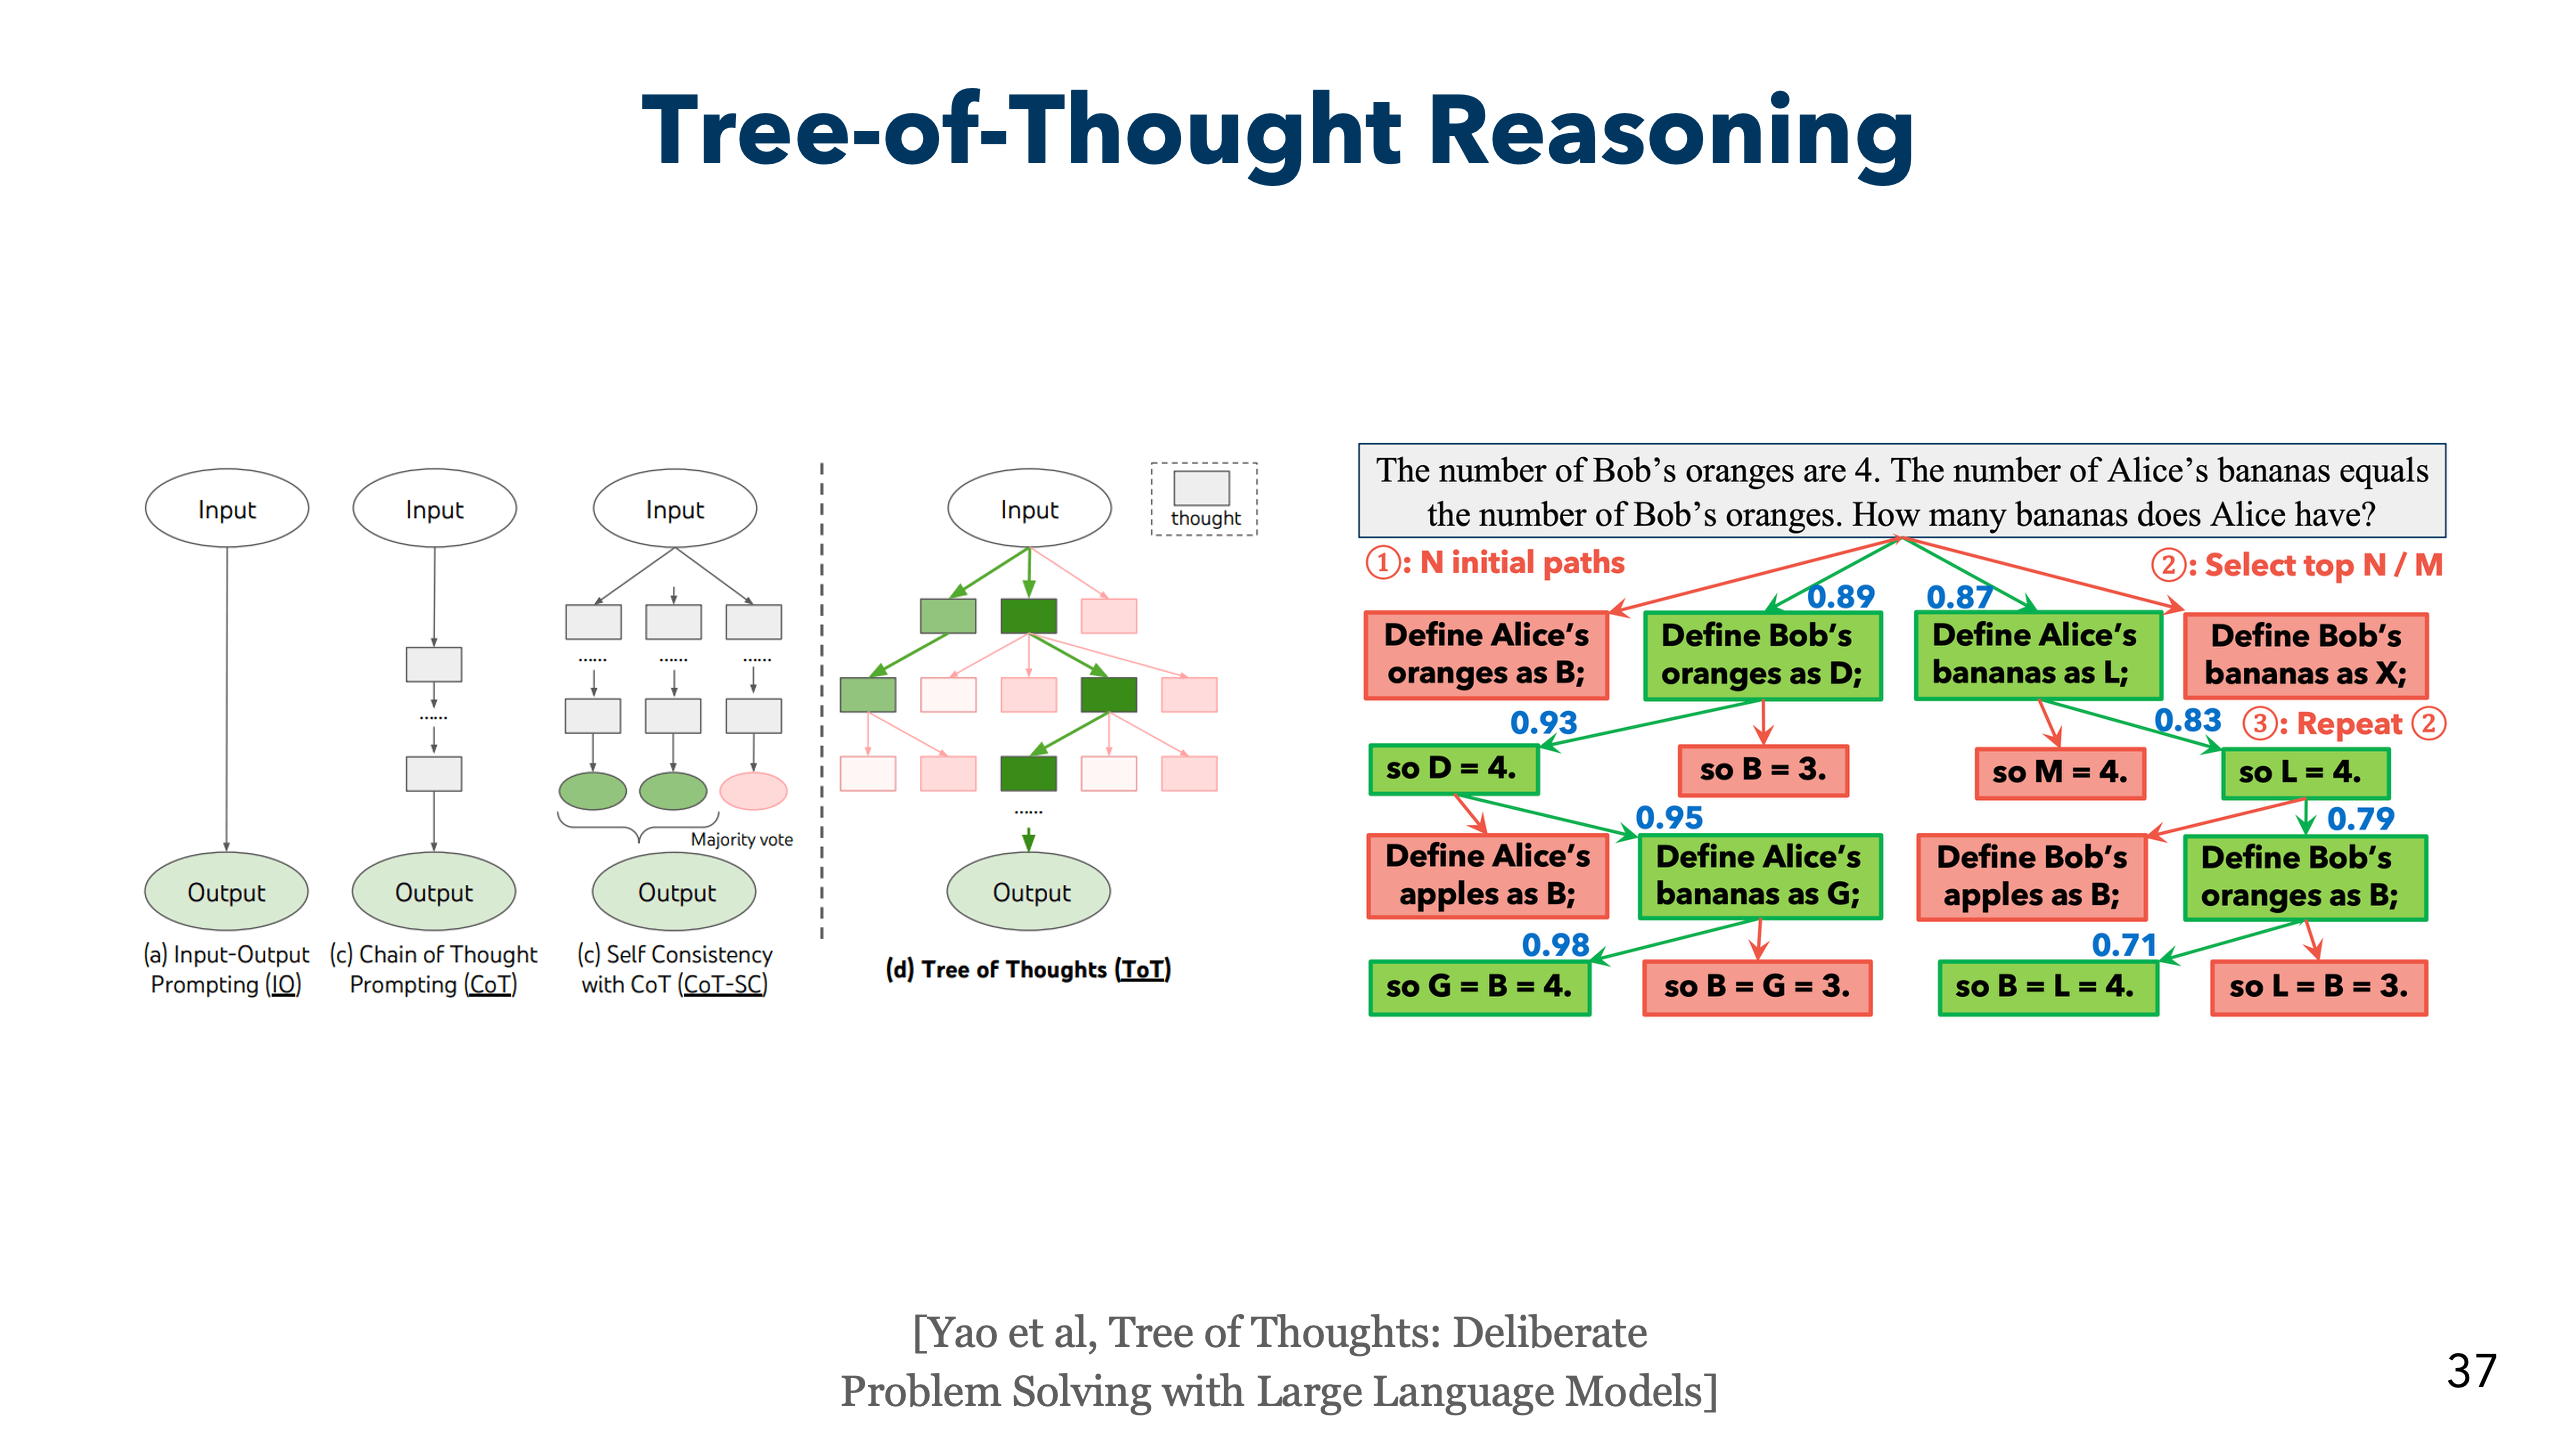 Tree-of-Thought Reasoning
Input
Output
(a) Input-Output
Prompting (IO)
Input
......
Output
(c) Chain of Thought
Prompting (CoT)
Input
...... ...... ......
Majority vote
Output
(c) Self Consistency
with CoT (CoT-SC)
Input
thought
......
Output
(d) Tree of Thoughts (ToT)
The number of Bob’s oranges are 4. The number of Alice’s bananas equals
the number of Bob’s oranges. How many bananas does Alice have?
①: N initial paths
②: Select top N / M
0.89 0.87
Define Alice’s
oranges as B;
Define Bob’s
oranges as D;
Define Alice’s
bananas as L;
Define Bob’s
bananas as X;
0.93
0.83
③: Repeat ②
so D = 4.
so B = 3.
so M = 4.
so L = 4.
0.95
0.79
Define Alice’s
apples as B;
Define Alice’s
bananas as G;
Define Bob’s
apples as B;
Define Bob’s
oranges as B;
0.98
0.71
so G = B = 4.
so B = G = 3.
so B = L = 4.
so L = B = 3.
[Yao et al, Tree of Thoughts: Deliberate
Problem Solving with Large Language Models]
37